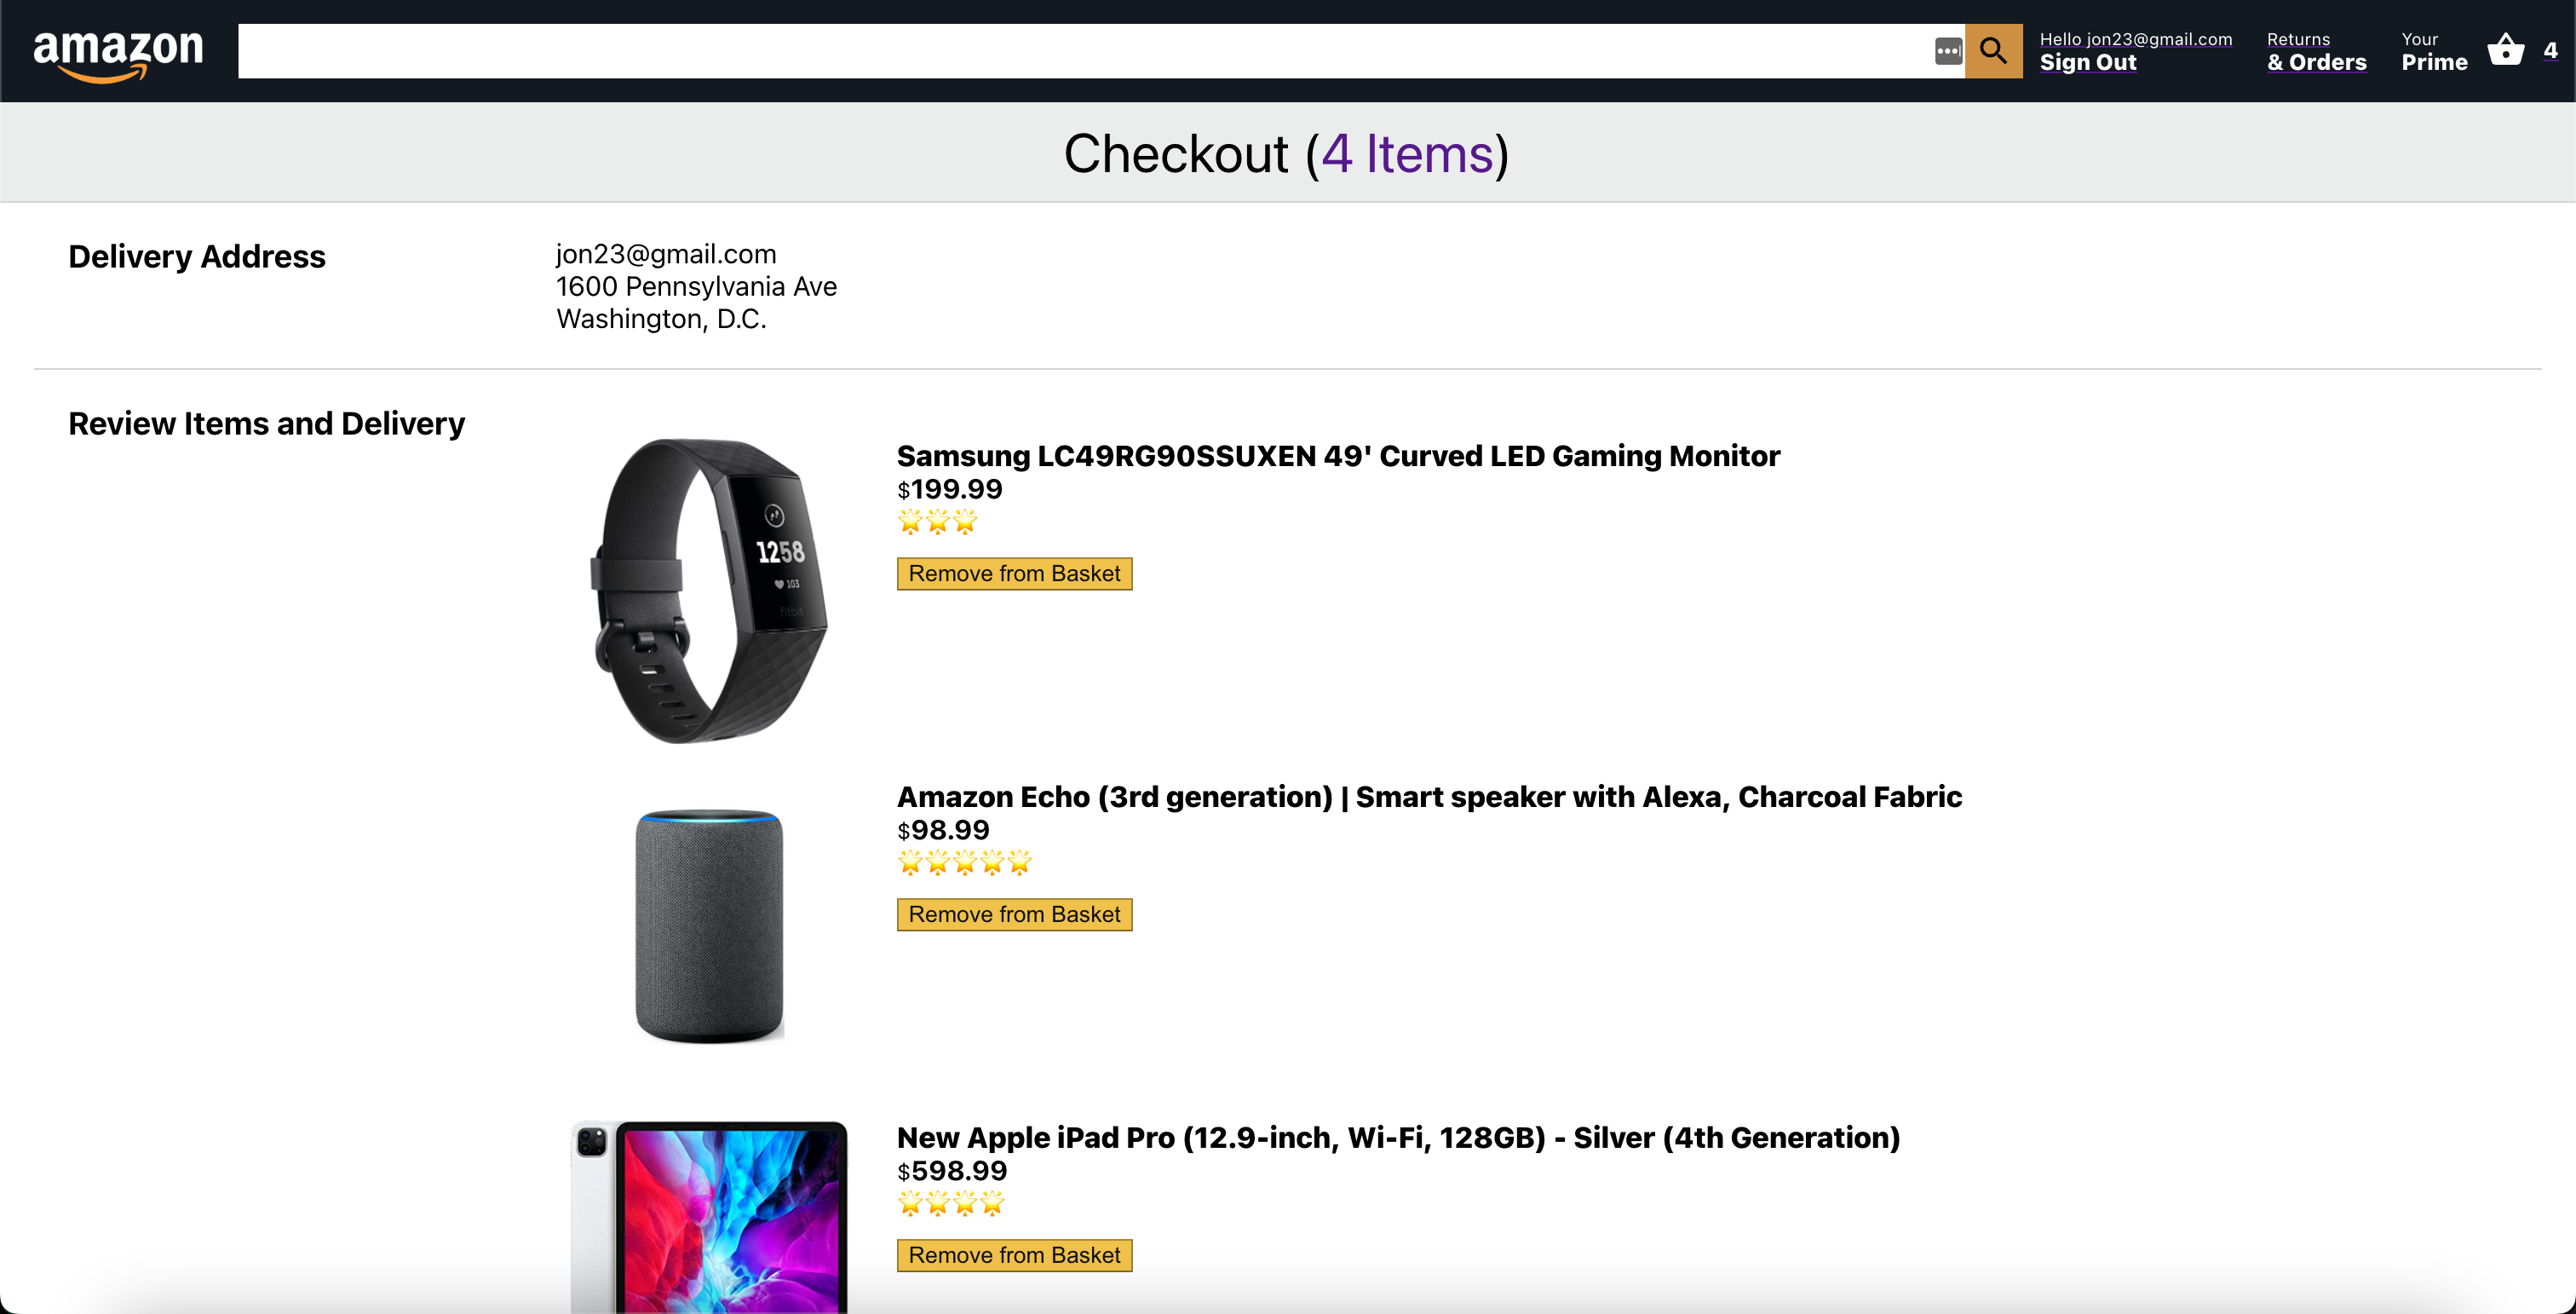 amazon
Hello jon23@gmail.com
Sign Out
Returns
& Orders
Your
Prime
4
Checkout (4 Items)
Delivery Address
jon23@gmail.com
1600 Pennsylvania Ave
Washington, D.C.
Review Items and Delivery
1258
103
fitbit
Samsung LC49RG90SSUXEN 49' Curved LED Gaming Monitor
$199.99
Remove from Basket
Amazon Echo (3rd generation) | Smart speaker with Alexa, Charcoal Fabric
$98.99
Remove from Basket
New Apple iPad Pro (12.9-inch, Wi-Fi, 128GB) - Silver (4th Generation)
$598.99
Remove from Basket